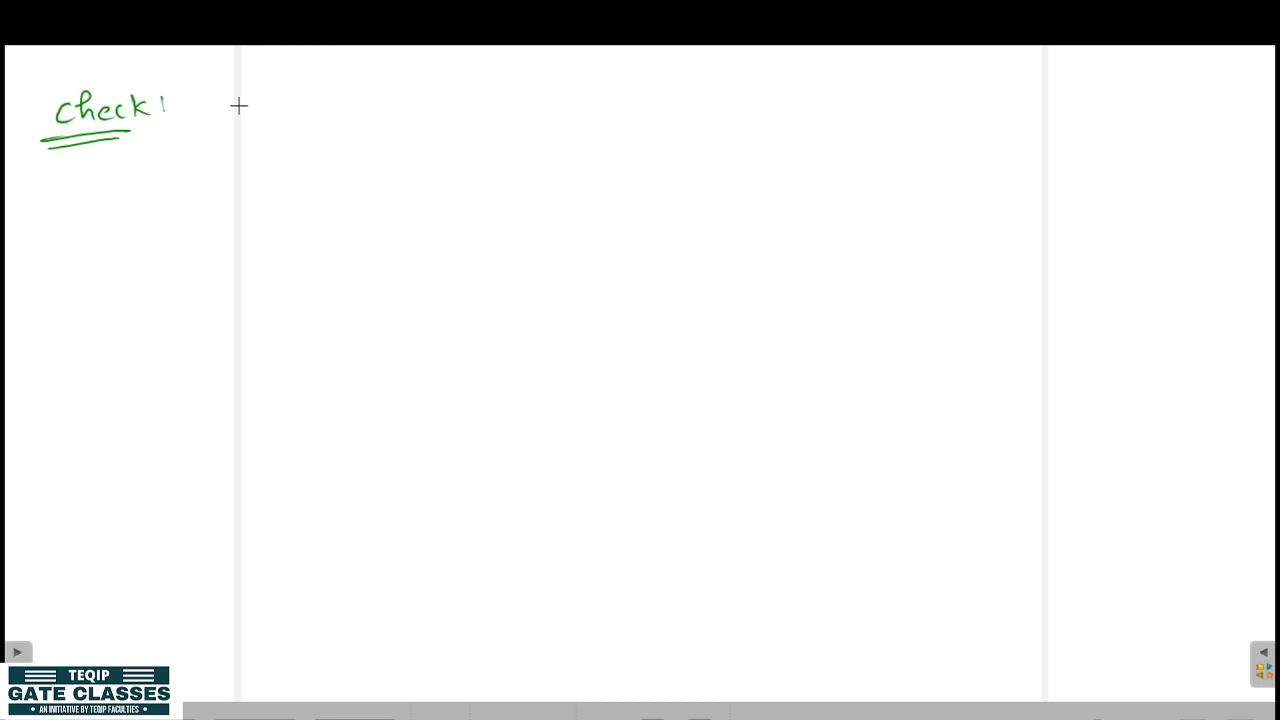 Check !
TEQIP
GATE CLASSES
• AN INITIATIVE BY TEQIP FACULTIES •